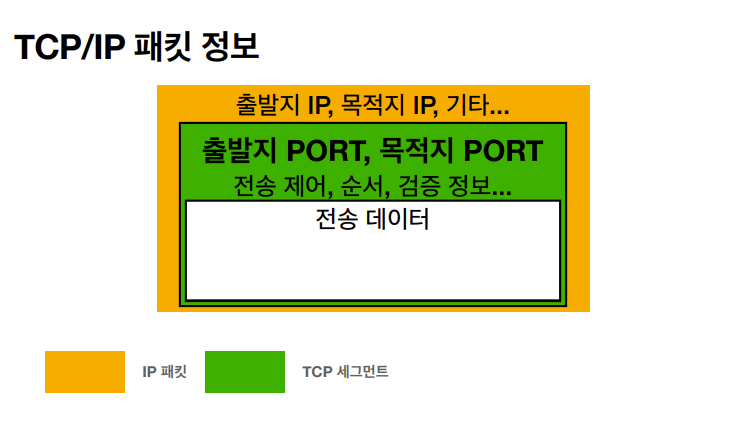 TCP/IP 패킷 정보
출발지 IP, 목적지 IP, 기타...
출발지 PORT, 목적지 PORT
전송 제어, 순서, 검증 정보...
전송 데이터
IP 패킷
TCP 세그먼트